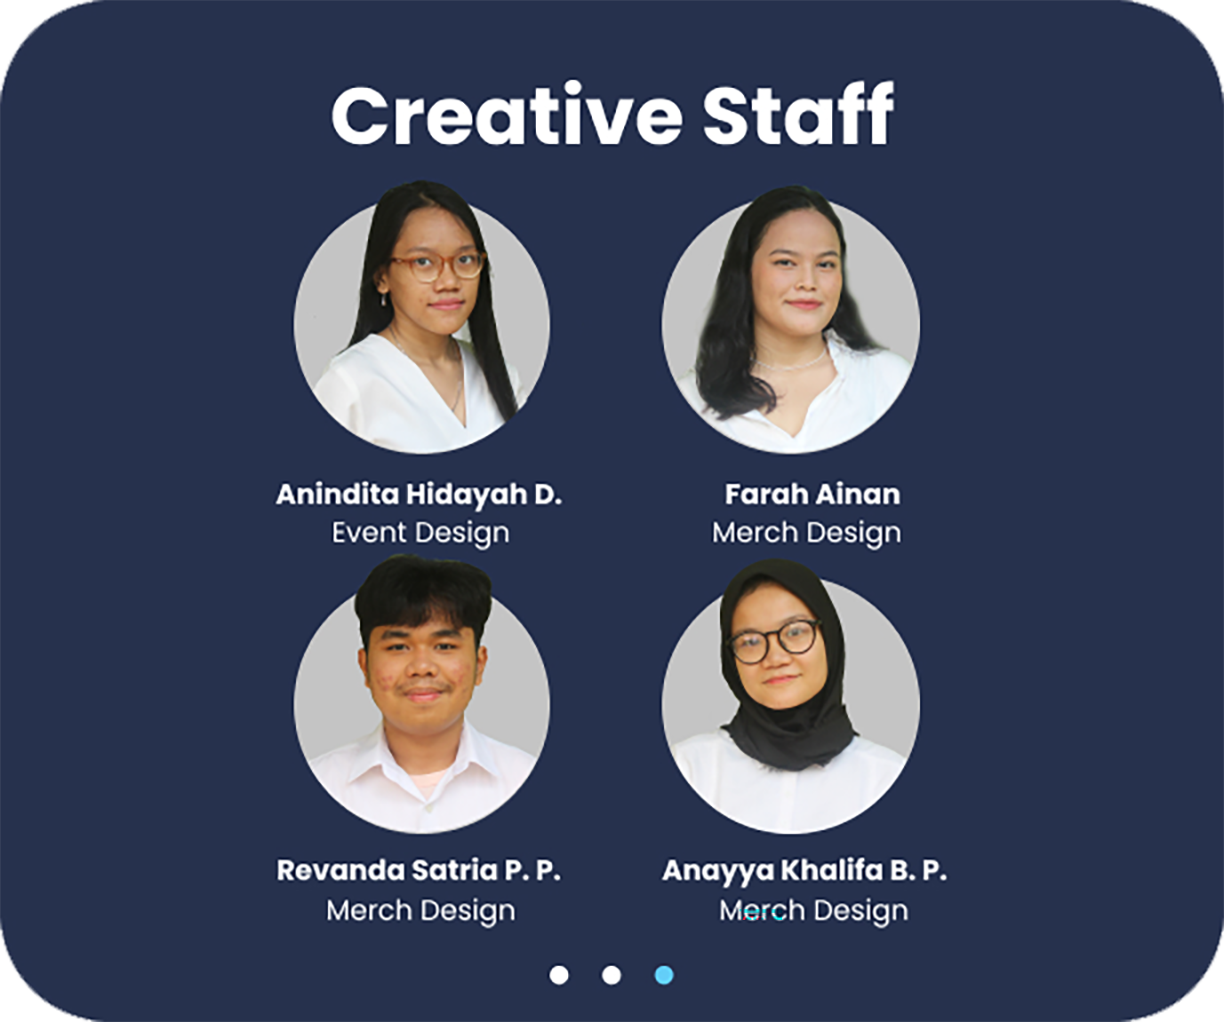 Creative Staff
Anindita Hidayah D.
Event Design
Farah Ainan
Merch Design
Revanda Satria P. P.
Merch Design
Anayya Khalifa B. P.
Merch Design